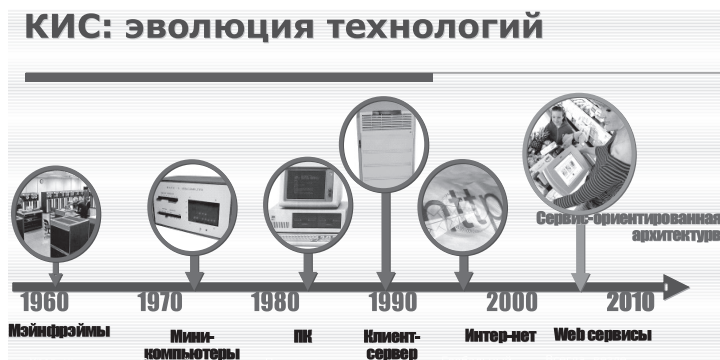 КИС: эволюция технологий
http
Сервис-ориентированная
архитектура
1960 1970 1980 1990 2000 2010
Мэйнфрэймы
Мини-
компьютеры
ПК
Клиент-
сервер
Интер-нет
Web сервисы